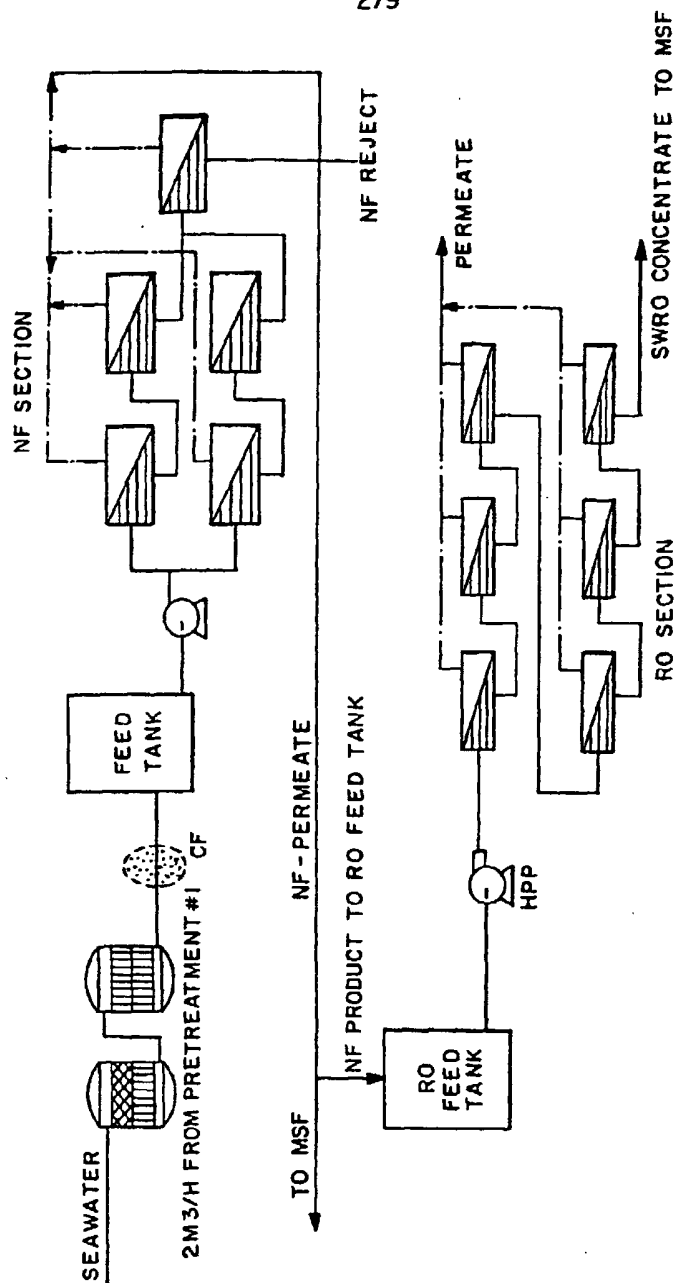 279
SEAWATER
2M3/H FROM PRETREATMENT #1
CF
FEED
TANK
NF SECTION
NF REJECT
NF-PERMEATE
TO MSF
NF PRODUCT TO RO FEED TANK
RO
FEED
TANK
HPP
PERMEATE
SWRO CONCENTRATE TO MSF
RO SECTION